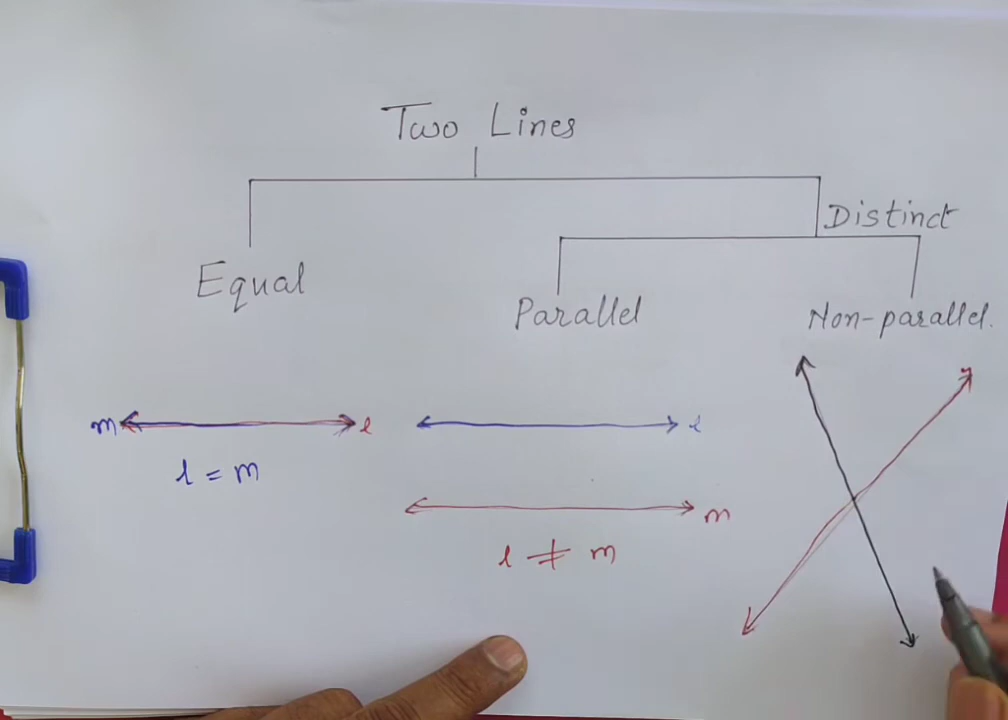 Two Lines
Distinct
Equal
Parallel
Non-parallel.
m l
l
l = m
m
l ≠ m